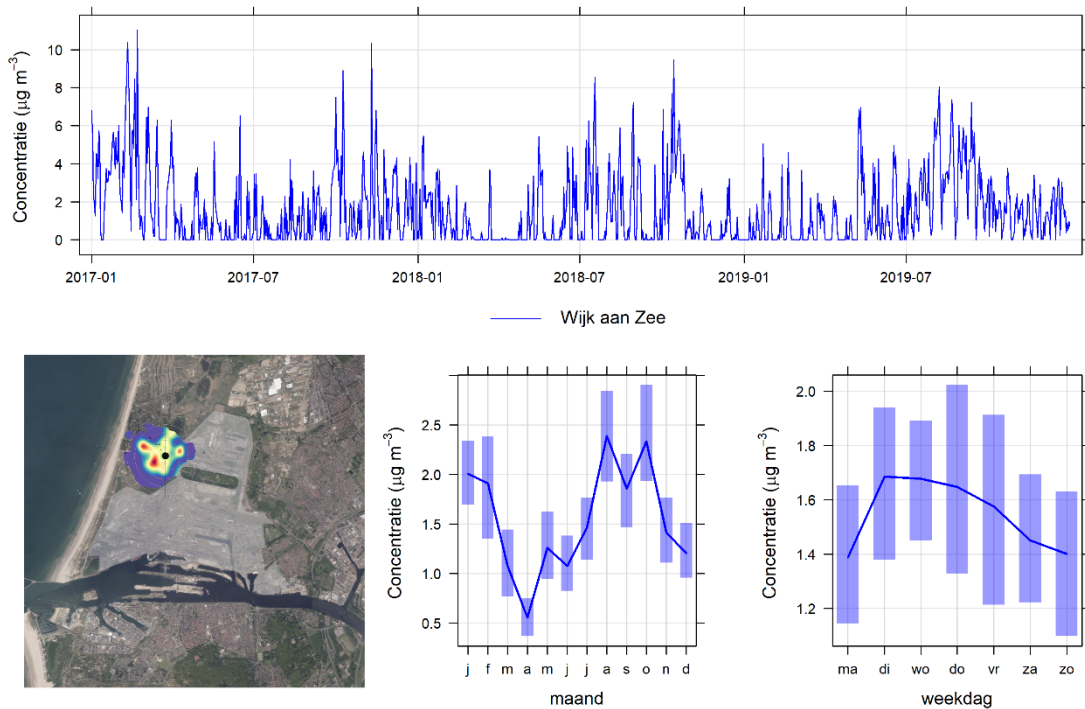 Concentratie (μg m⁻³)
10
8
6
4
2
0
2017-01 2017-07 2018-01 2018-07 2019-01 2019-07
Wijk aan Zee
Concentratie (μg m⁻³)
2.5
2.0
1.5
1.0
0.5
j f m a m j j a s o n d
maand
Concentratie (μg m⁻³)
2.0
1.8
1.6
1.4
1.2
ma di wo do vr za zo
weekdag